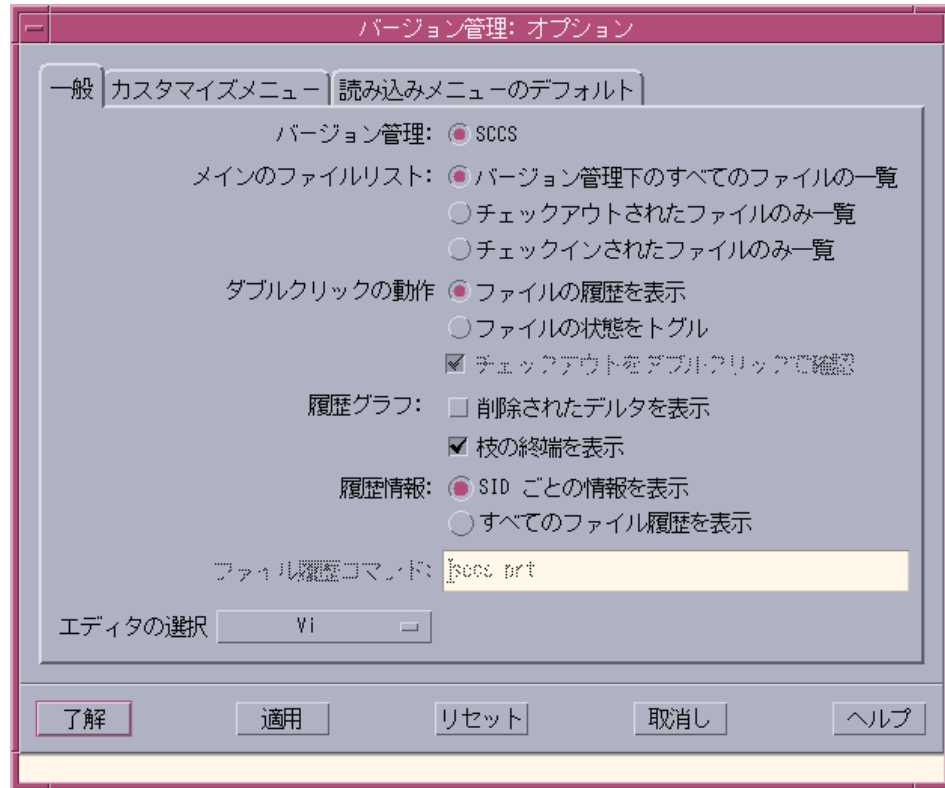 バージョン管理: オプション
一般 カスタマイズメニュー 読み込みメニューのデフォルト
バージョン管理: SCCS
メインのファイルリスト: バージョン管理下のすべてのファイルの一覧
チェックアウトされたファイルのみ一覧
チェックインされたファイルのみ一覧
ダブルクリックの動作 ファイルの履歴を表示
ファイルの状態をトグル
チェックアウトをダブルクリックで確認
履歴グラフ: 削除されたデルタを表示
枝の終端を表示
履歴情報: SID ごとの情報を表示
すべてのファイル履歴を表示
ファイル履歴コマンド: sccs prt
エディタの選択 Vi
了解 適用 リセット 取消し ヘルプ